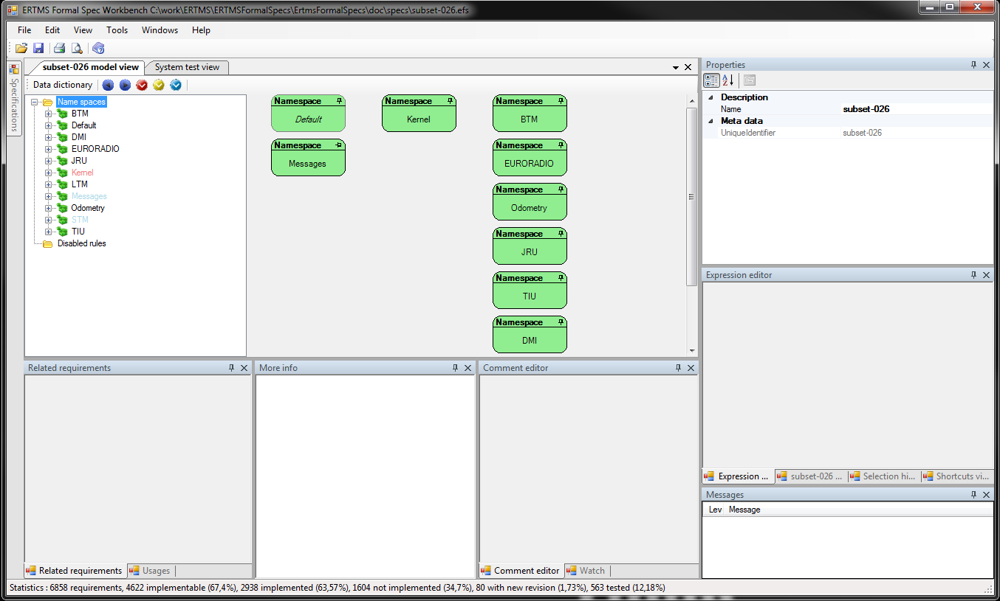 ERTMS Formal Spec Workbench C:\work\ERTMS\ERTMSFormalSpecs\ErtmsFormalSpecs\doc\specs\subset-026.efs
File Edit View Tools Windows Help
Specifications
subset-026 model view System test view
Data dictionary
Name spaces
BTM
Default
DMI
EURORADIO
JRU
Kernel
LTM
Messages
Odometry
STM
TIU
Disabled rules
Namespace
Default
Namespace
Messages
Namespace
Kernel
Namespace
BTM
Namespace
EURORADIO
Namespace
Odometry
Namespace
JRU
Namespace
TIU
Namespace
DMI
Properties
Description
Name subset-026
Meta data
UniqueIdentifier subset-026
Expression editor
Expression ... subset-026 ... Selection hi... Shortcuts vi...
Messages
Lev Message
Related requirements
Related requirements Usages
More info
Comment editor
Comment editor Watch
Statistics : 6858 requirements, 4622 implementable (67,4%), 2938 implemented (63,57%), 1604 not implemented (34,7%), 80 with new revision (1,73%), 563 tested (12,18%)